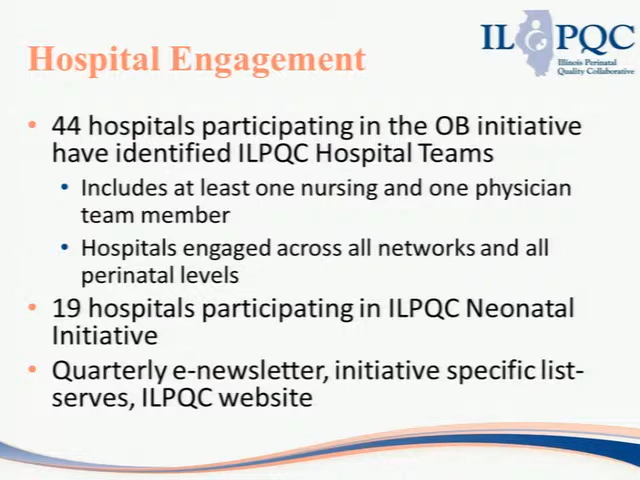 IL PQC
Illinois Perinatal
Quality Collaborative
Hospital Engagement
• 44 hospitals participating in the OB initiative
have identified ILPQC Hospital Teams
• Includes at least one nursing and one physician
team member
• Hospitals engaged across all networks and all
perinatal levels
• 19 hospitals participating in ILPQC Neonatal
Initiative
• Quarterly e-newsletter, initiative specific list-
serves, ILPQC website